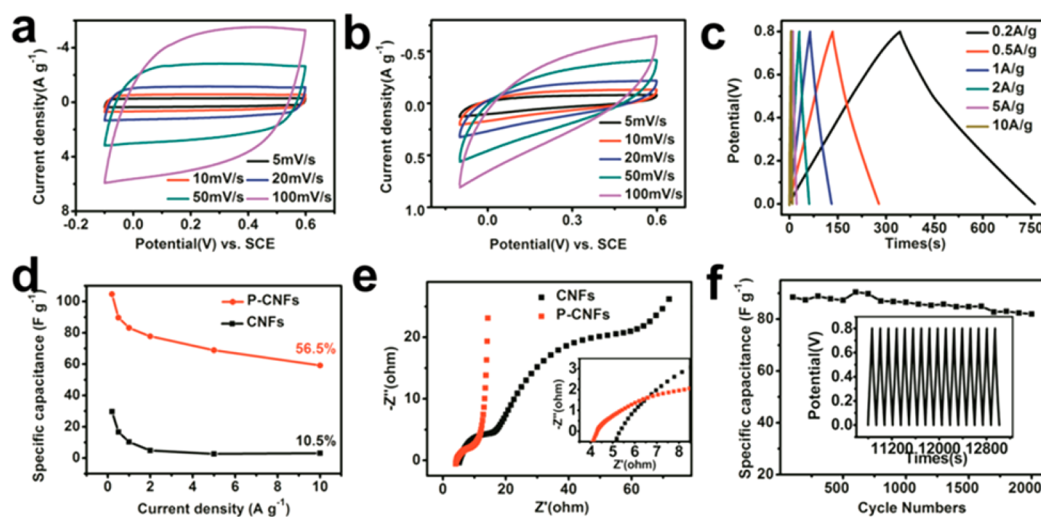 a
-4
0
4
8
-0.2
0.0
0.2
0.4
0.6
Current density(A g⁻¹)
Potential(V) vs. SCE
5mV/s
10mV/s 20mV/s
50mV/s 100mV/s
b
-0.5
0.0
0.5
1.0
0.0
0.3
0.6
Current density(A g⁻¹)
Potential(V) vs. SCE
5mV/s
10mV/s
20mV/s
50mV/s
100mV/s
c
0.8
0.6
0.4
0.2
0.0
0 150 300 450 600 750
Potential(V)
Times(s)
0.2A/g
0.5A/g
1A/g
2A/g
5A/g
10A/g
d
100
80
60
40
20
0
0 2 4 6 8 10
Specific capacitance (F g⁻¹)
Current density (A g⁻¹)
P-CNFs
CNFs
56.5%
10.5%
e
20
0
0 20 40 60 80
-Z''(ohm)
Z'(ohm)
CNFs
P-CNFs
3
2
1
0
4 5 6 7 8
-Z''(ohm)
Z'(ohm)
f
80
60
40
20
500 1000 1500 2000
Specific capacitance (F g⁻¹)
Cycle Numbers
0.8
0.6
0.4
0.2
0.0
11200 12000 12800
Potential(V)
Times(s)